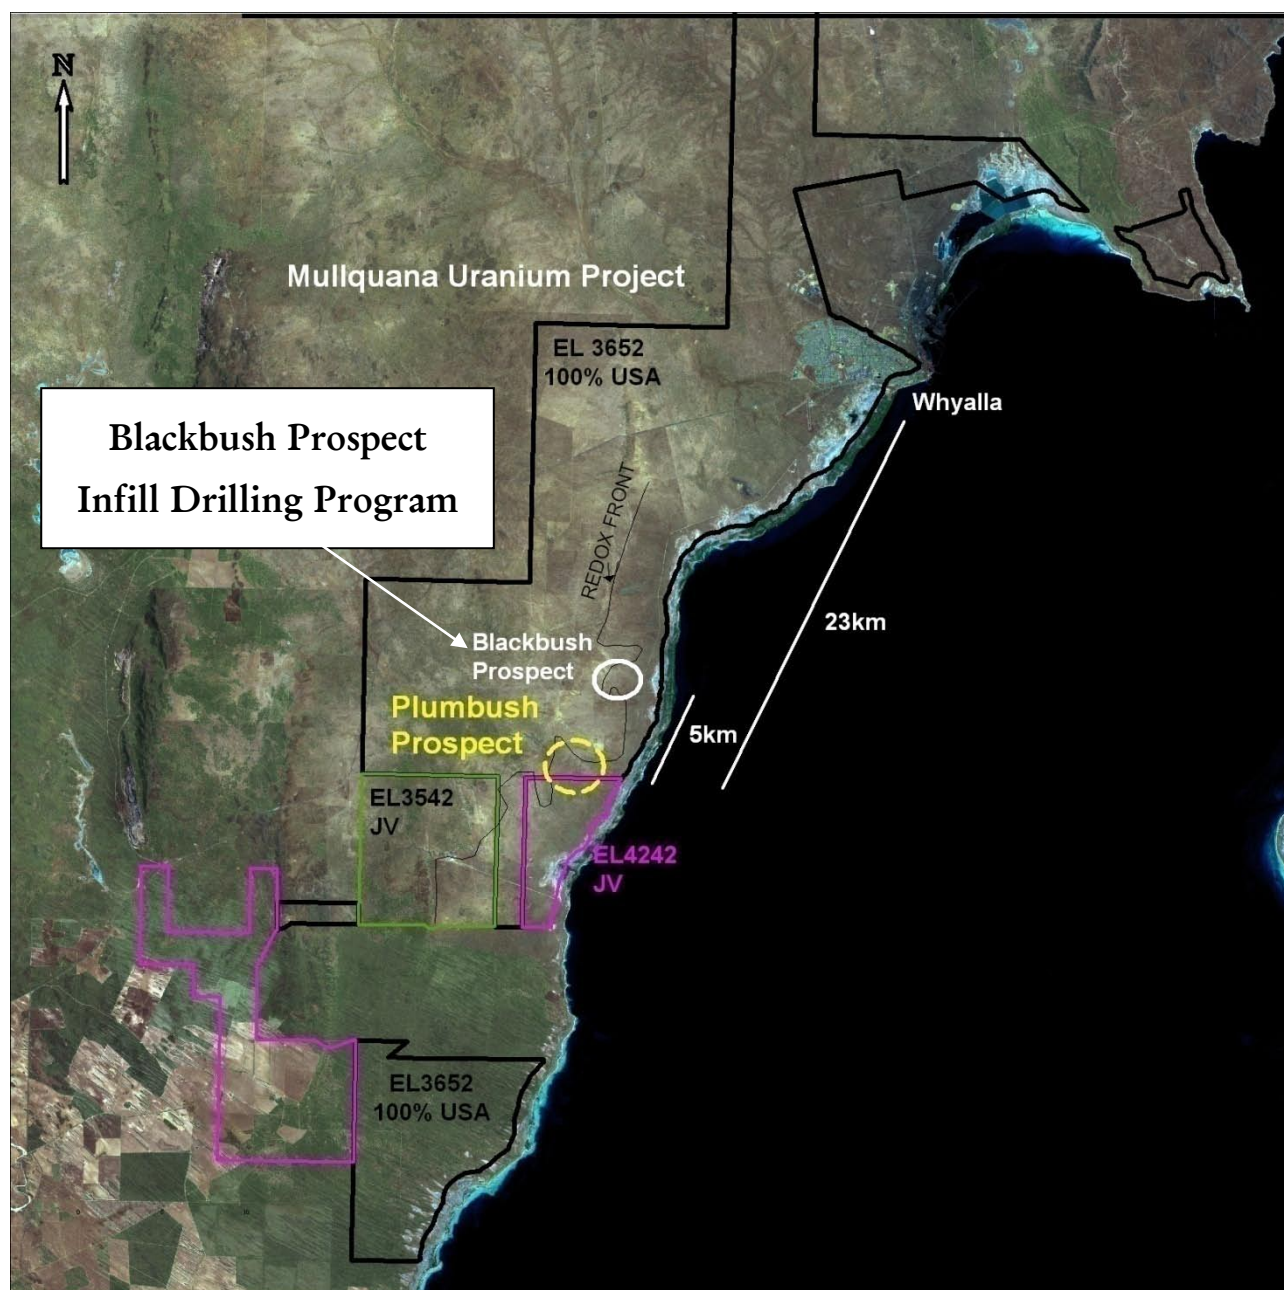 N
Mullquana Uranium Project
EL 3652
100% USA
Whyalla
Blackbush Prospect
Infill Drilling Program
REDOX FRONT
23km
Blackbush
Prospect
Plumbush
Prospect
5km
EL3542
JV
EL4242
JV
EL3652
100% USA